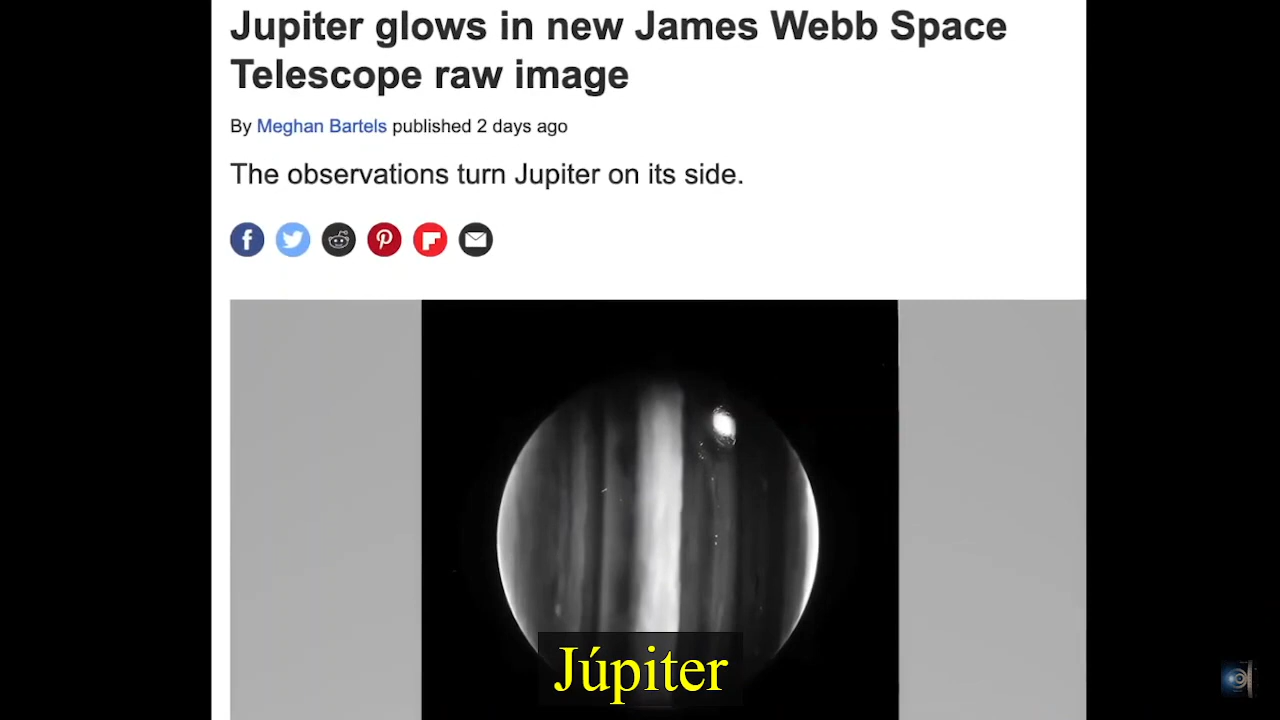 Jupiter glows in new James Webb Space
Telescope raw image
By Meghan Bartels published 2 days ago
The observations turn Jupiter on its side.
Júpiter